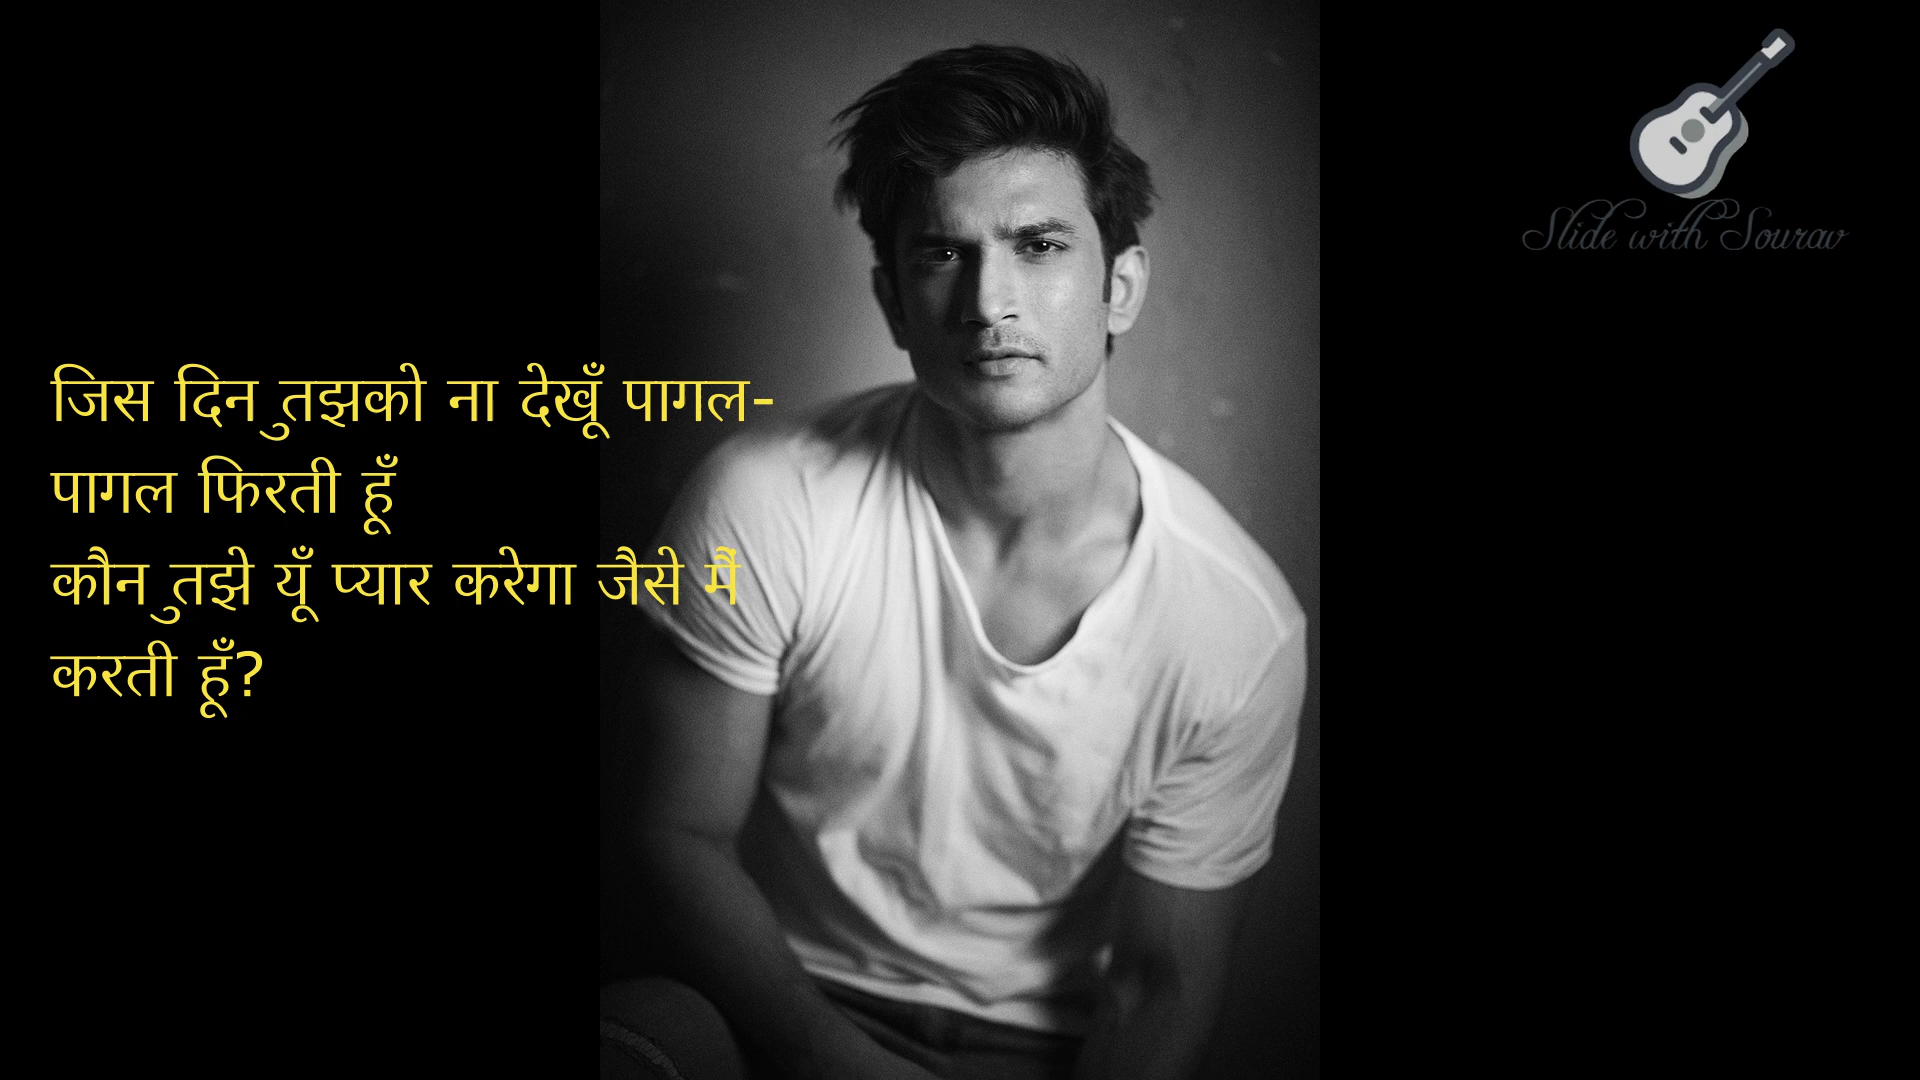 जिस दिन तुझको ना देखूँ पागल-
पागल फिरती हूँ
कौन तुझे यूँ प्यार करेगा जैसे मैं
करती हूँ?
Slide with Sourav